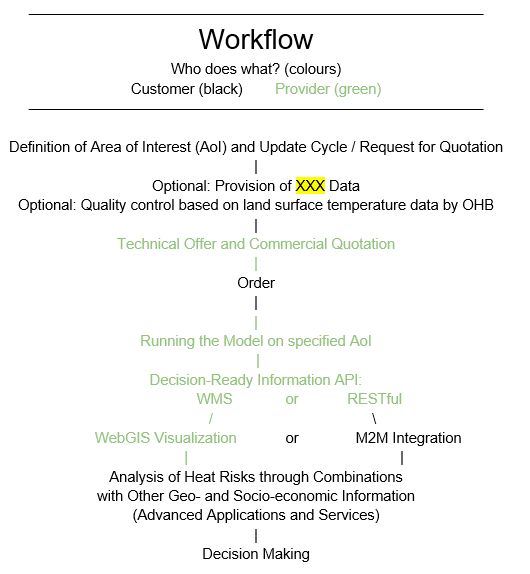 Workflow
Who does what? (colours)
Customer (black) Provider (green)
Definition of Area of Interest (AoI) and Update Cycle / Request for Quotation
|
Optional: Provision of XXX Data
Optional: Quality control based on land surface temperature data by OHB
|
Technical Offer and Commercial Quotation
|
Order
|
|
Running the Model on specified AoI
|
Decision-Ready Information API:
WMS or RESTful
/ \
WebGIS Visualization or M2M Integration
| |
Analysis of Heat Risks through Combinations
with Other Geo- and Socio-economic Information
(Advanced Applications and Services)
|
Decision Making